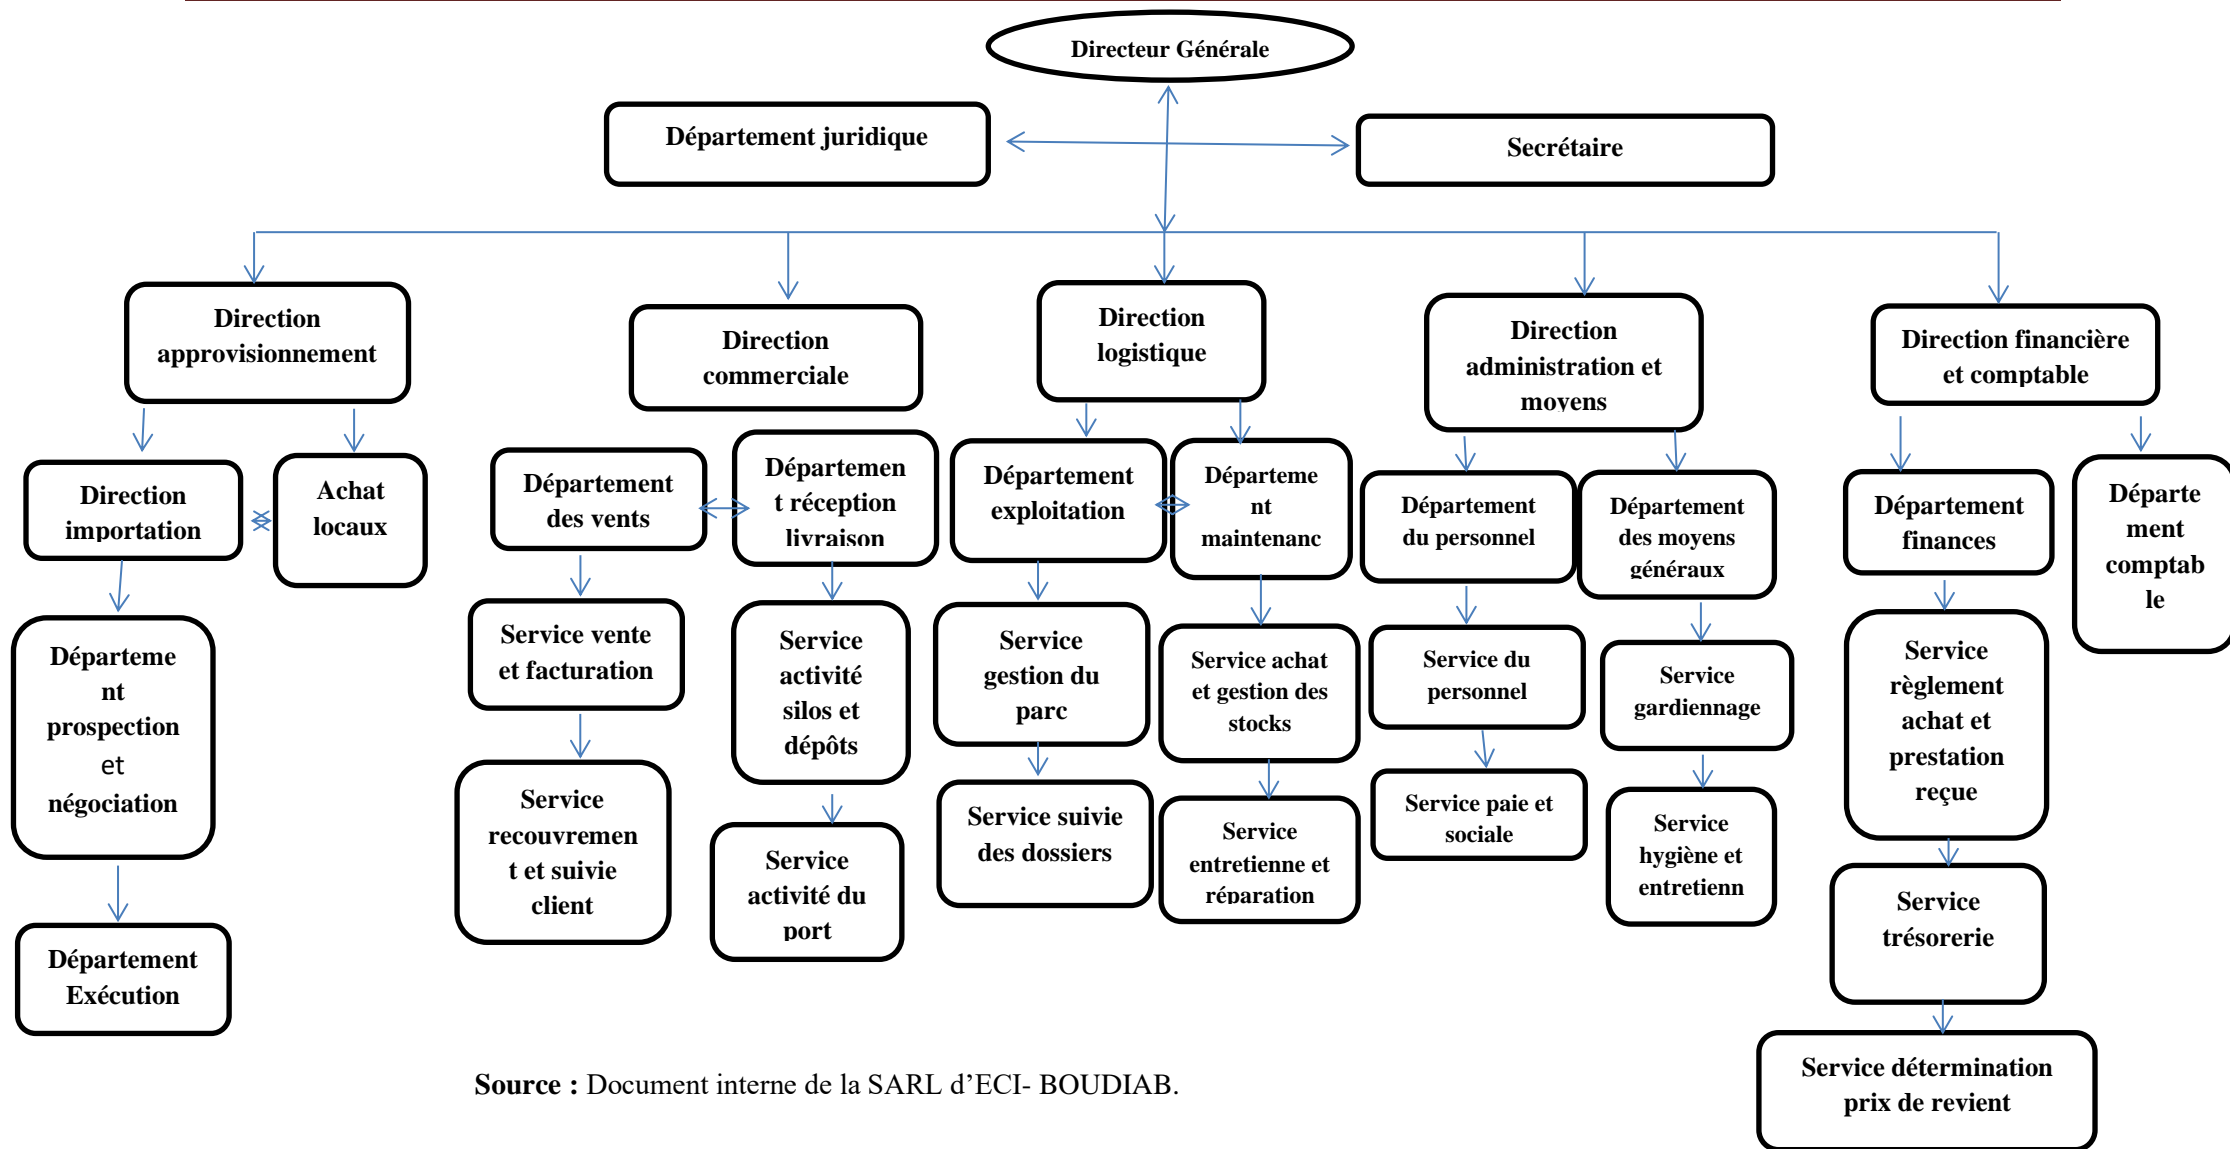 Directeur Générale
Département juridique
Secrétaire
Direction
approvisionnement
Direction
commerciale
Direction
logistique
Direction
administration et
moyens
Direction financière
et comptable
Direction
importation
Achat
locaux
Département
des vents
Départemen
t réception
livraison
Département
exploitation
Départeme
nt
maintenanc
Département
du personnel
Département
des moyens
généraux
Département
finances
Départe
ment
comptab
le
Départeme
nt
prospection
et
négociation
Service vente
et facturation
Service
activité
silos et
dépôts
Service
gestion du
parc
Service achat
et gestion des
stocks
Service du
personnel
Service
gardiennage
Service
règlement
achat et
prestation
reçue
Département
Exécution
Service
recouvremen
t et suivie
client
Service
activité du
port
Service suivie
des dossiers
Service
entretienne et
réparation
Service paie et
sociale
Service
hygiène et
entretienn
Service
trésorerie
Service détermination
prix de revient
Source : Document interne de la SARL d’ECI- BOUDIAB.